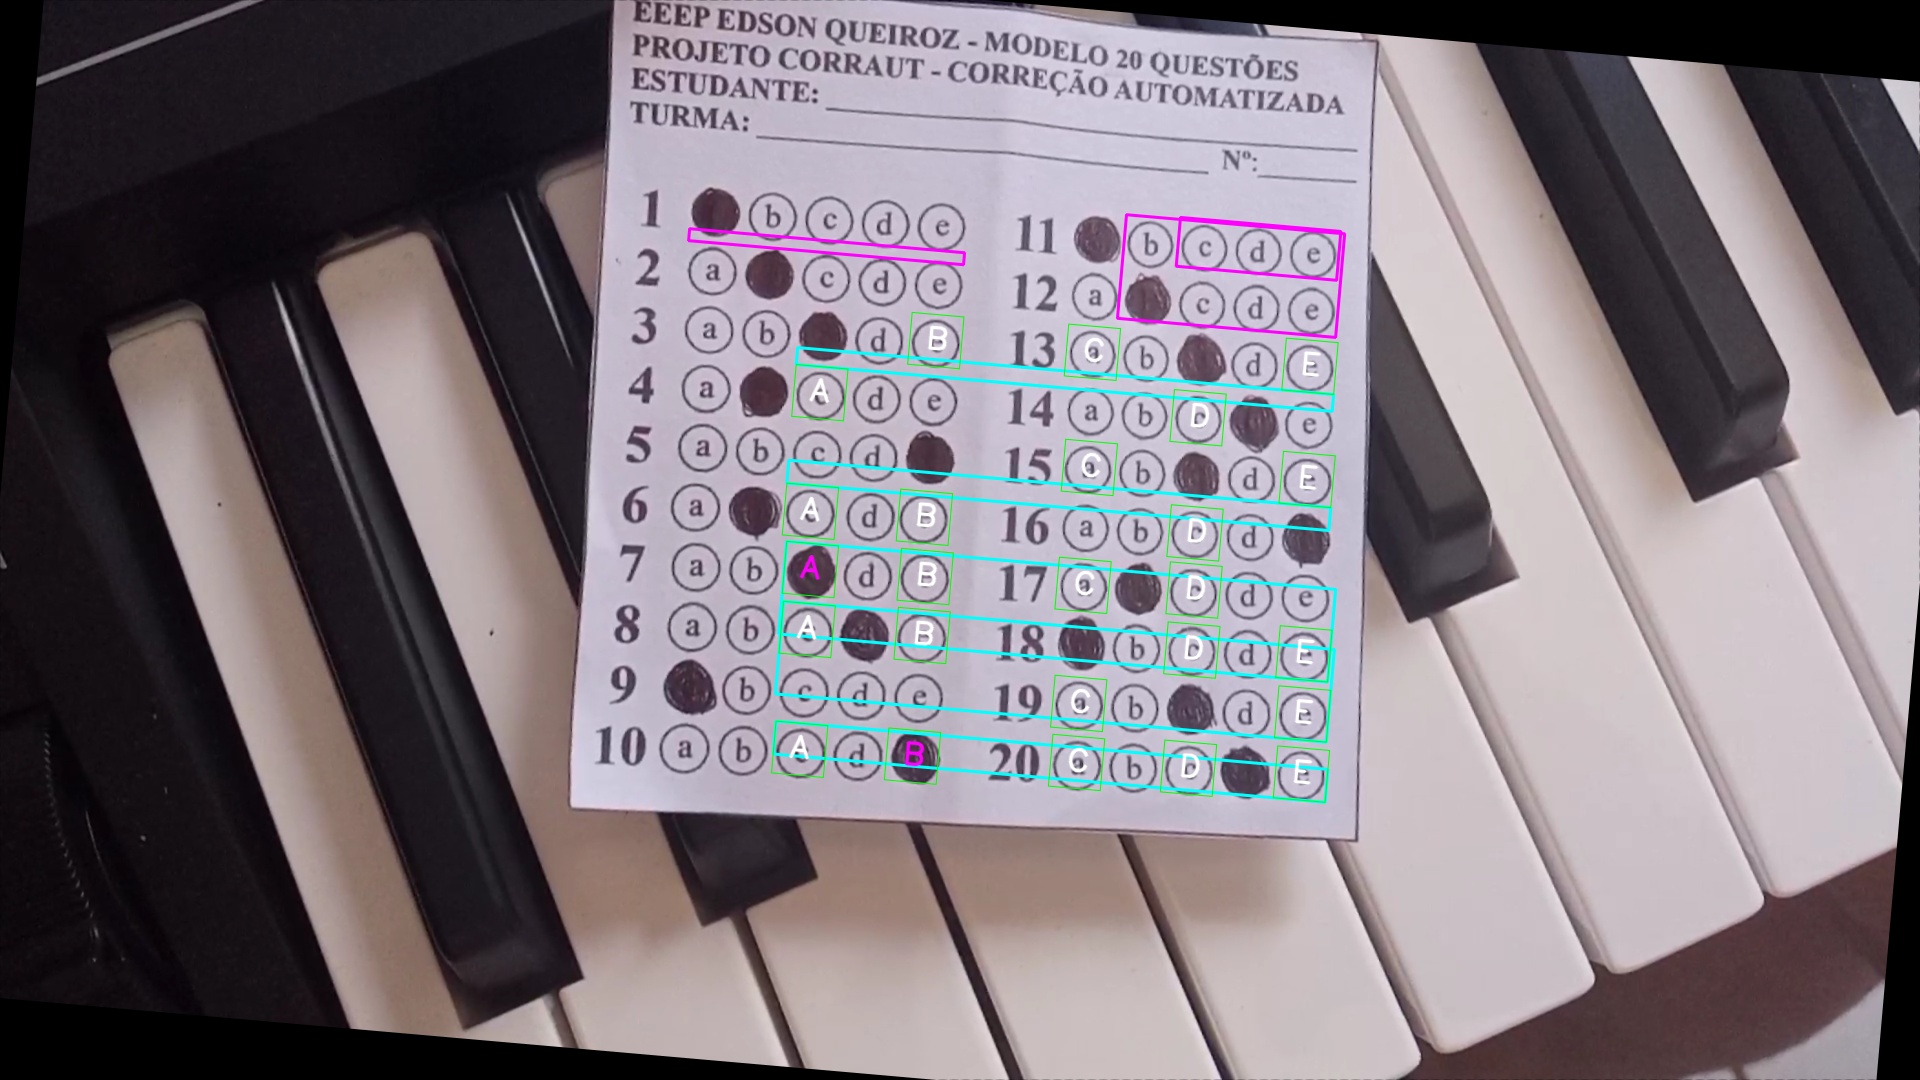 EEEP EDSON QUEIROZ - MODELO 20 QUESTÕES
PROJETO CORRAUT - CORREÇÃO AUTOMATIZADA
ESTUDANTE:
TURMA: Nº:
1 b c d e
2 a c d e
3 a b d B
4 a A d e
5 a b c d
6 a A d B
7 a b A d B
8 a b A B
9 b c d e
10 a b A d B
11 b c d e
12 a c d e
13 C b d E
14 a b D e
15 C b d E
16 a b D d
17 C D d e
18 b D d E
19 C b d E
20 C b D E